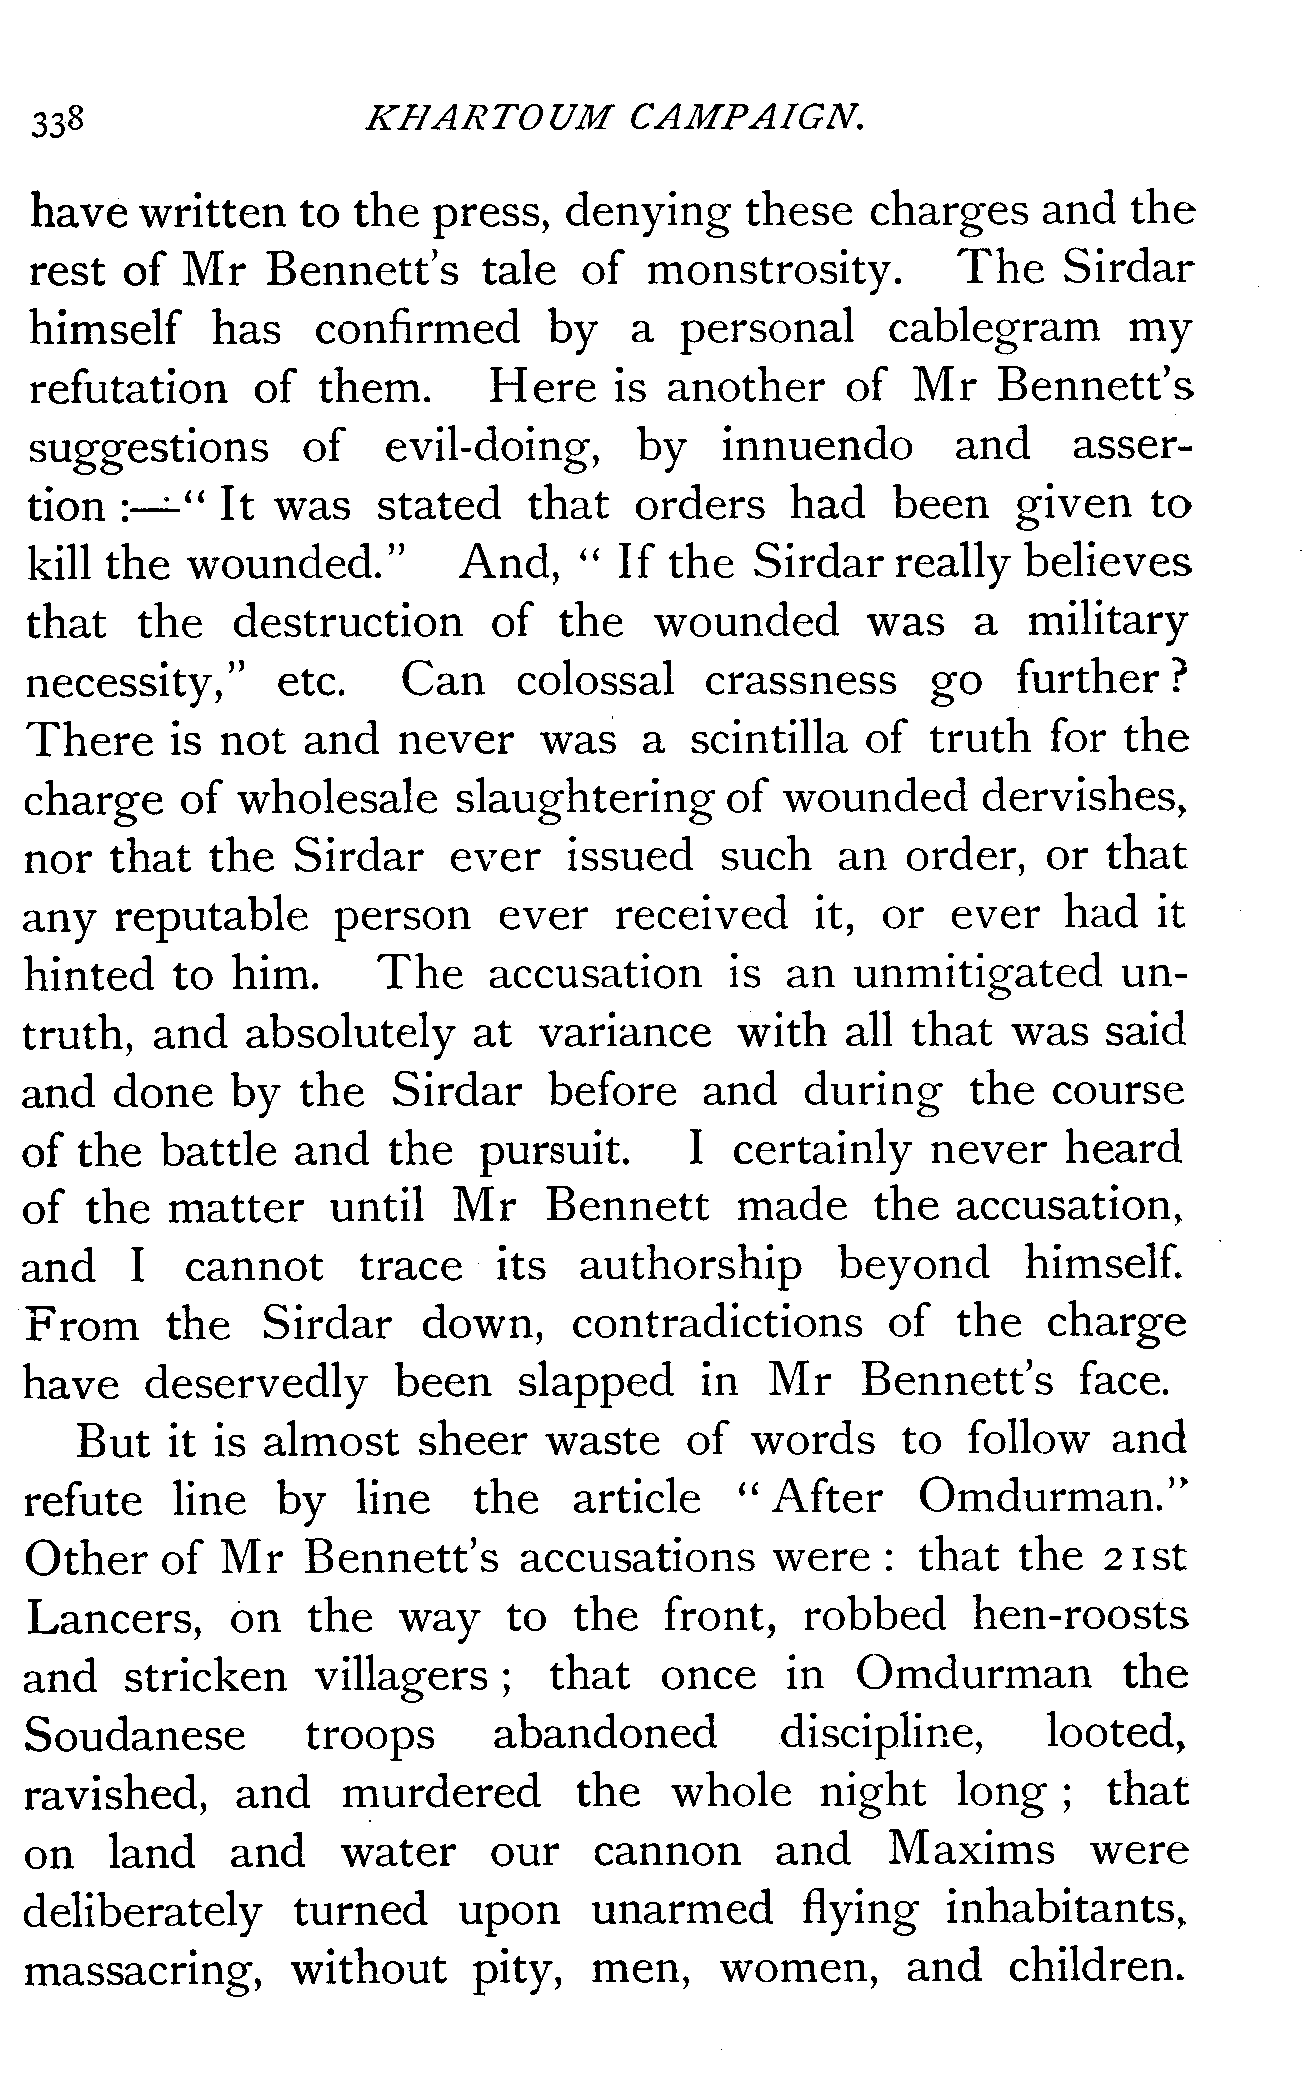 338 KHARTOUM CAMPAIGN.
have written to the press, denying these charges and the
rest of Mr Bennett's tale of monstrosity. The Sirdar
himself has confirmed by a personal cablegram my
refutation of them. Here is another of Mr Bennett's
suggestions of evil-doing, by innuendo and asser-
tion :—" It was stated that orders had been given to
kill the wounded." And, " If the Sirdar really believes
that the destruction of the wounded was a military
necessity," etc. Can colossal crassness go further ?
There is not and never was a scintilla of truth for the
charge of wholesale slaughtering of wounded dervishes,
nor that the Sirdar ever issued such an order, or that
any reputable person ever received it, or ever had it
hinted to him. The accusation is an unmitigated un-
truth, and absolutely at variance with all that was said
and done by the Sirdar before and during the course
of the battle and the pursuit. I certainly never heard
of the matter until Mr Bennett made the accusation,
and I cannot trace its authorship beyond himself.
From the Sirdar down, contradictions of the charge
have deservedly been slapped in Mr Bennett's face.
But it is almost sheer waste of words to follow and
refute line by line the article " After Omdurman."
Other of Mr Bennett's accusations were : that the 21st
Lancers, on the way to the front, robbed hen-roosts
and stricken villagers ; that once in Omdurman the
Soudanese troops abandoned discipline, looted,
ravished, and murdered the whole night long ; that
on land and water our cannon and Maxims were
deliberately turned upon unarmed flying inhabitants,
massacring, without pity, men, women, and children.